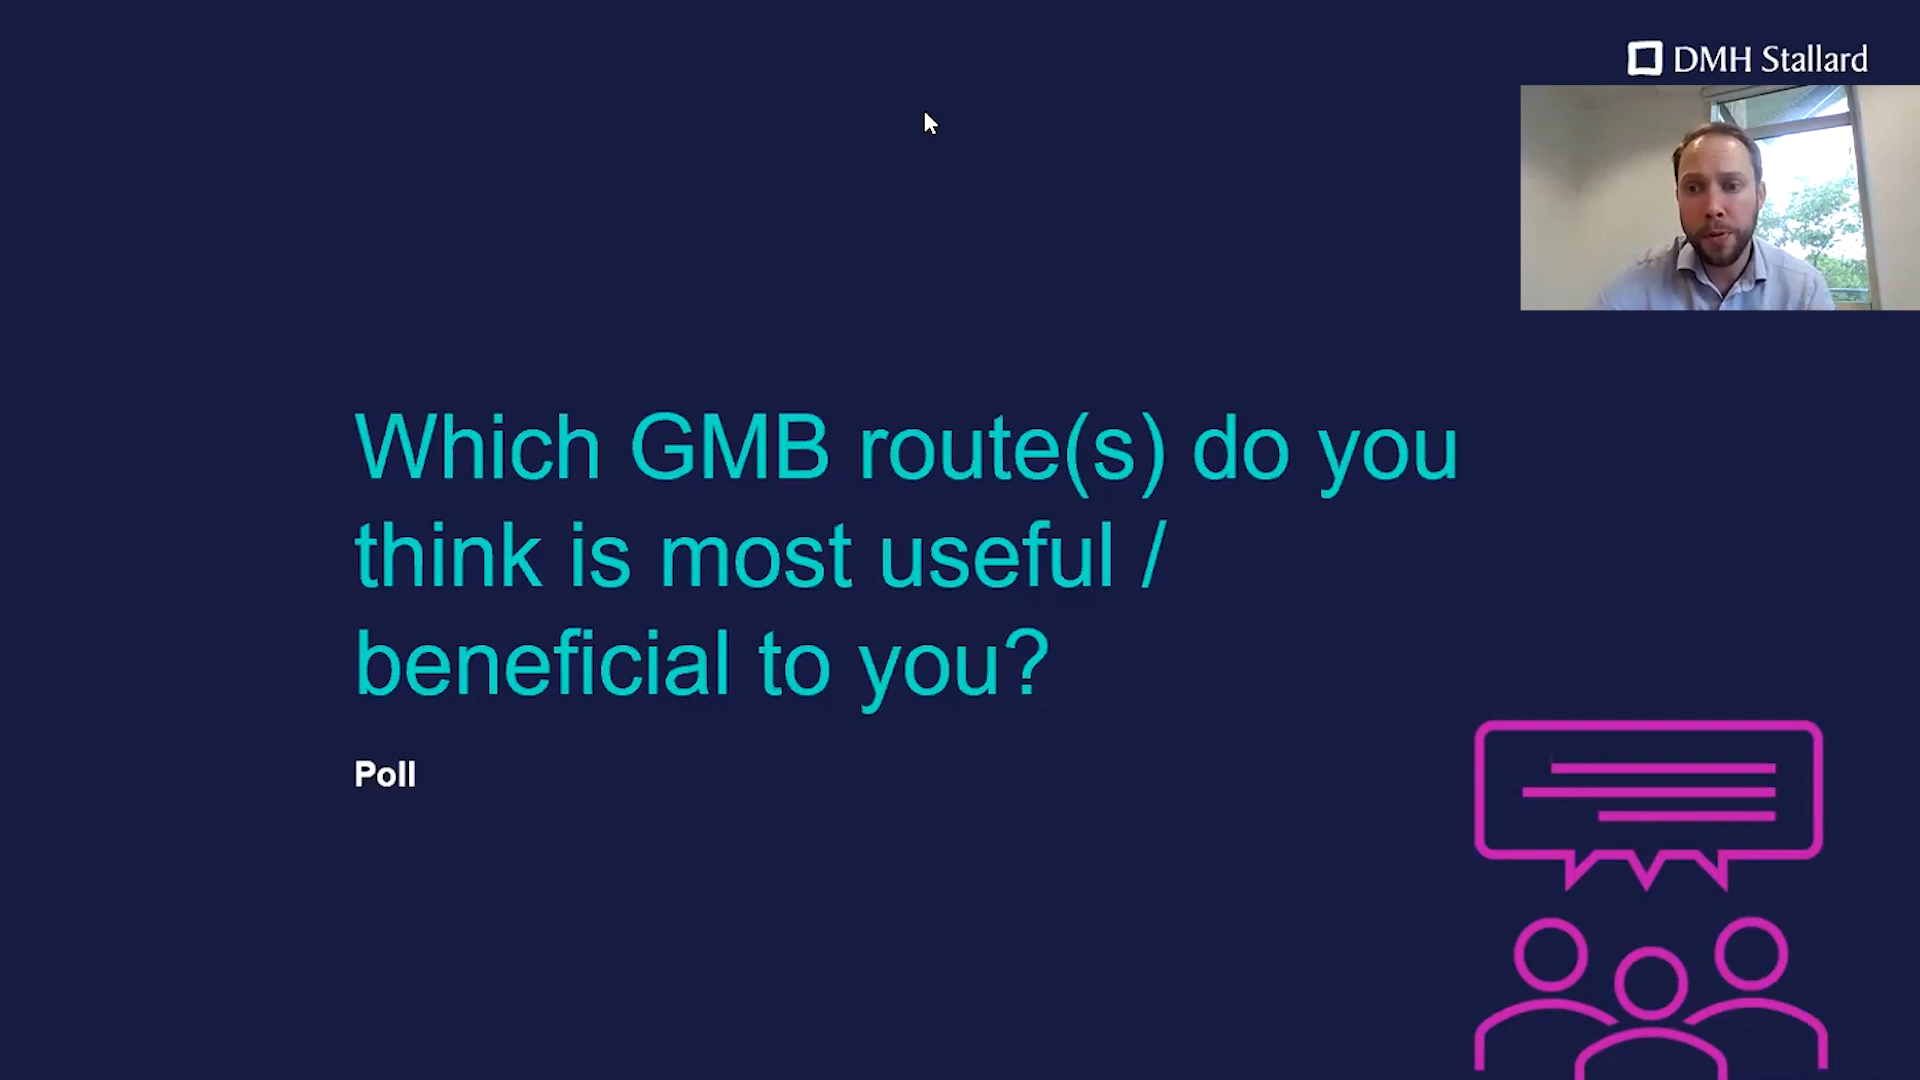 DMH Stallard
Which GMB route(s) do you
think is most useful /
beneficial to you?
Poll